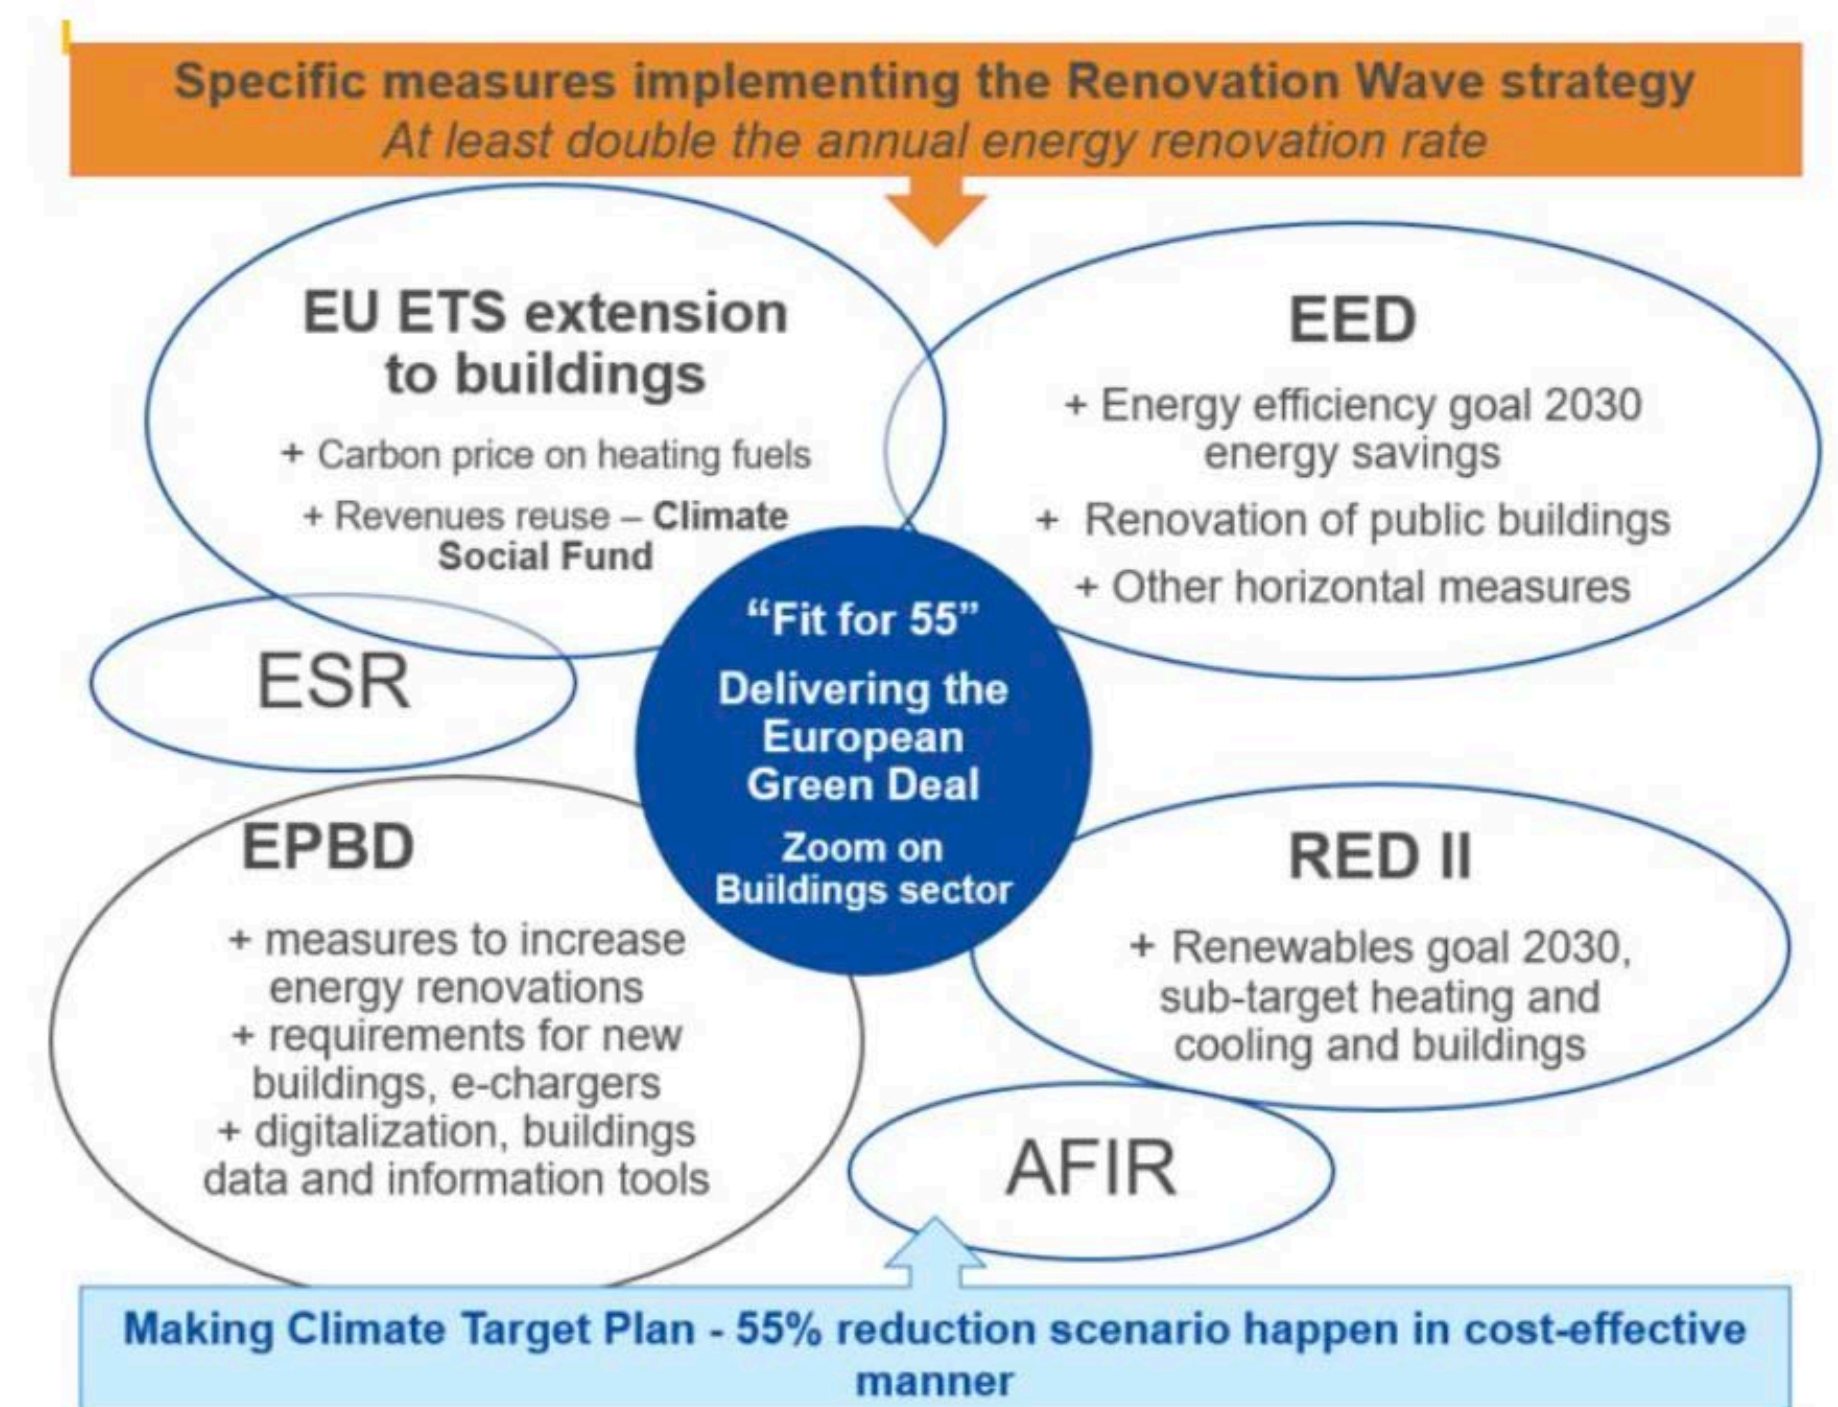 Specific measures implementing the Renovation Wave strategy
At least double the annual energy renovation rate
EU ETS extension
to buildings
+ Carbon price on heating fuels
+ Revenues reuse – Climate
Social Fund
EED
+ Energy efficiency goal 2030
energy savings
+ Renovation of public buildings
+ Other horizontal measures
ESR
“Fit for 55”
Delivering the
European
Green Deal
Zoom on
Buildings sector
EPBD
+ measures to increase
energy renovations
+ requirements for new
buildings, e-chargers
+ digitalization, buildings
data and information tools
RED II
+ Renewables goal 2030,
sub-target heating and
cooling and buildings
AFIR
Making Climate Target Plan - 55% reduction scenario happen in cost-effective
manner